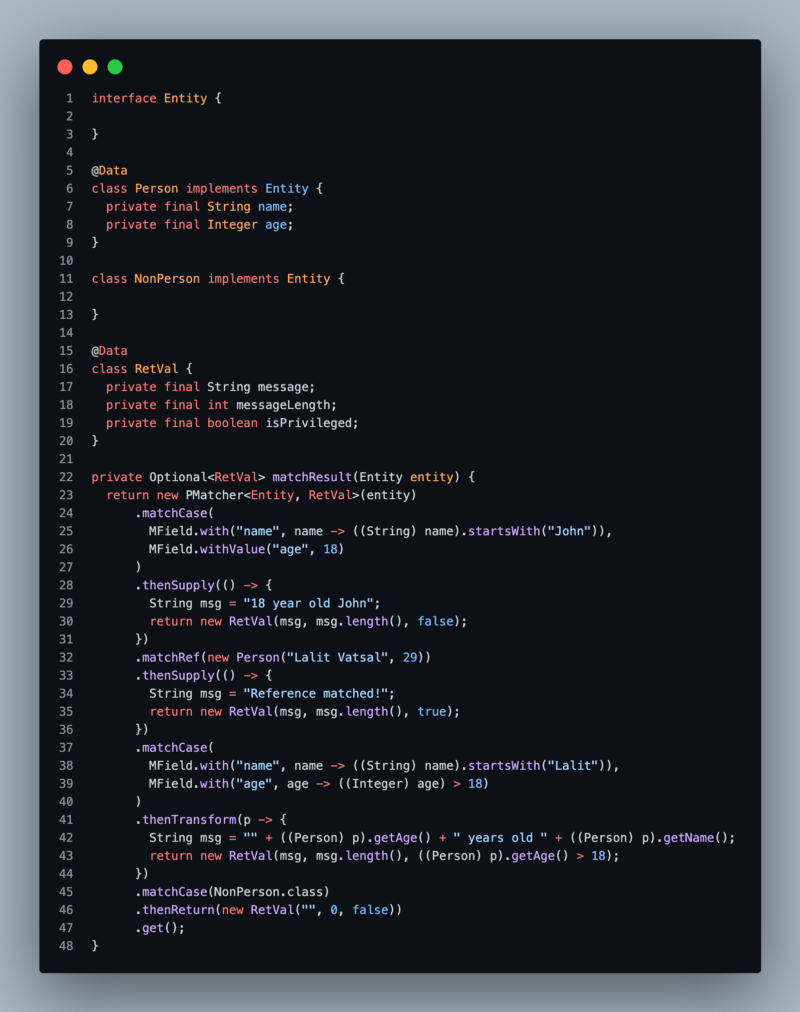 1 interface Entity {
2
3 }
4
5 @Data
6 class Person implements Entity {
7   private final String name;
8   private final Integer age;
9 }
10
11 class NonPerson implements Entity {
12
13 }
14
15 @Data
16 class RetVal {
17   private final String message;
18   private final int messageLength;
19   private final boolean isPrivileged;
20 }
21
22 private Optional<RetVal> matchResult(Entity entity) {
23   return new PMatcher<Entity, RetVal>(entity)
24       .matchCase(
25         MField.with("name", name -> ((String) name).startsWith("John")),
26         MField.withValue("age", 18)
27       )
28       .thenSupply(() -> {
29         String msg = "18 year old John";
30         return new RetVal(msg, msg.length(), false);
31       })
32       .matchRef(new Person("Lalit Vatsal", 29))
33       .thenSupply(() -> {
34         String msg = "Reference matched!";
35         return new RetVal(msg, msg.length(), true);
36       })
37       .matchCase(
38         MField.with("name", name -> ((String) name).startsWith("Lalit")),
39         MField.with("age", age -> ((Integer) age) > 18)
40       )
41       .thenTransform(p -> {
42         String msg = "" + ((Person) p).getAge() + " years old " + ((Person) p).getName();
43         return new RetVal(msg, msg.length(), ((Person) p).getAge() > 18);
44       })
45       .matchCase(NonPerson.class)
46       .thenReturn(new RetVal("", 0, false))
47       .get();
48 }